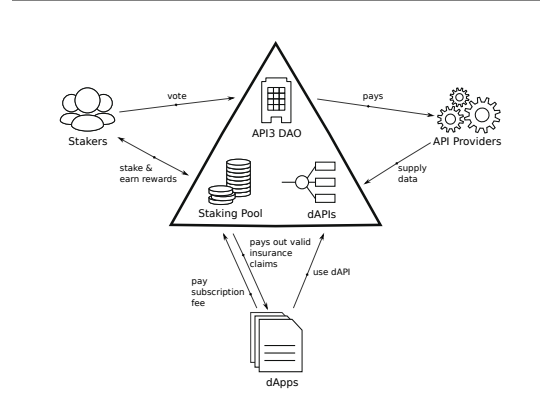 vote
pays
API3 DAO
Stakers
API Providers
stake &
earn rewards
supply
data
Staking Pool
dAPIs
pays out valid
insurance
claims
use dAPI
pay
subscription
fee
dApps